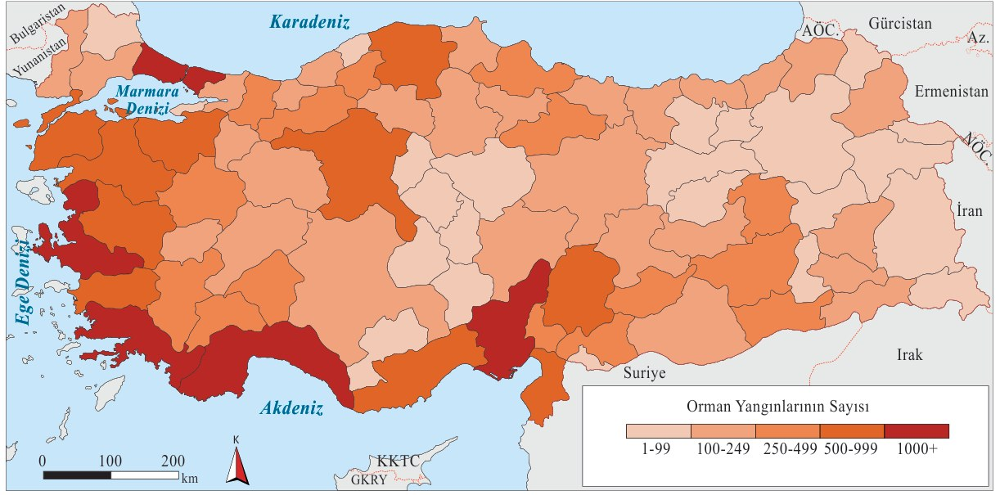 Bulgaristan
Yunanistan
Karadeniz
AÖC.
Gürcistan
Az.
Marmara
Denizi
Ermenistan
NÖC.
İran
Ege Denizi
Irak
Suriye
Akdeniz
Orman Yangınlarının Sayısı
1-99 100-249 250-499 500-999 1000+
K
0 100 200
km
KKTC
GKRY